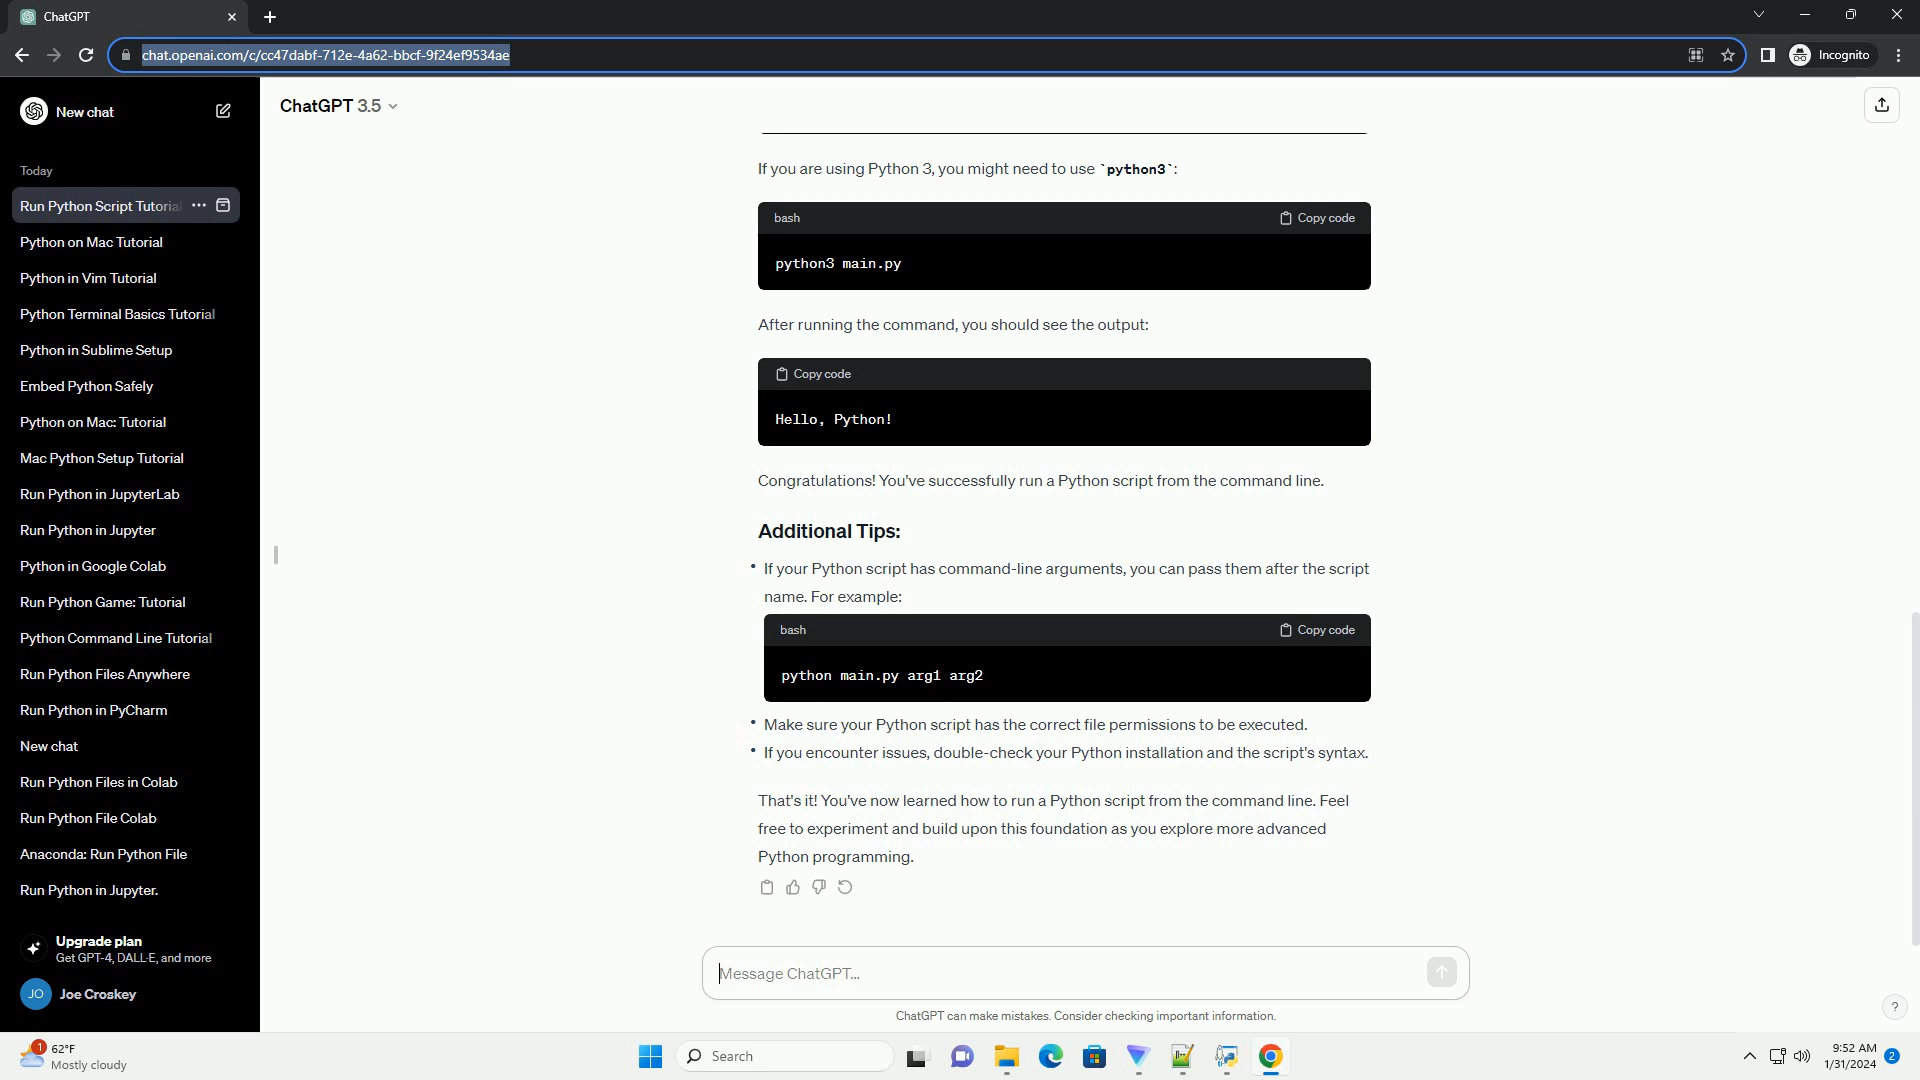 ChatGPT
chat.openai.com/c/cc47dabf-712e-4a62-bbcf-9f24ef9534ae
Incognito
New chat
ChatGPT 3.5
Today
Run Python Script Tutoria
Python on Mac Tutorial
Python in Vim Tutorial
Python Terminal Basics Tutorial
Python in Sublime Setup
Embed Python Safely
Python on Mac: Tutorial
Mac Python Setup Tutorial
Run Python in JupyterLab
Run Python in Jupyter
Python in Google Colab
Run Python Game: Tutorial
Python Command Line Tutorial
Run Python Files Anywhere
Run Python in PyCharm
New chat
Run Python Files in Colab
Run Python File Colab
Anaconda: Run Python File
Run Python in Jupyter.
Upgrade plan
Get GPT-4, DALL·E, and more
JO Joe Croskey
If you are using Python 3, you might need to use `python3`:
bash Copy code
python3 main.py
After running the command, you should see the output:
Copy code
Hello, Python!
Congratulations! You've successfully run a Python script from the command line.
Additional Tips:
• If your Python script has command-line arguments, you can pass them after the script
name. For example:
bash Copy code
python main.py arg1 arg2
• Make sure your Python script has the correct file permissions to be executed.
• If you encounter issues, double-check your Python installation and the script's syntax.
That's it! You've now learned how to run a Python script from the command line. Feel
free to experiment and build upon this foundation as you explore more advanced
Python programming.
Message ChatGPT...
ChatGPT can make mistakes. Consider checking important information.
?
1
62°F
Mostly cloudy
Search
9:52 AM
1/31/2024
2